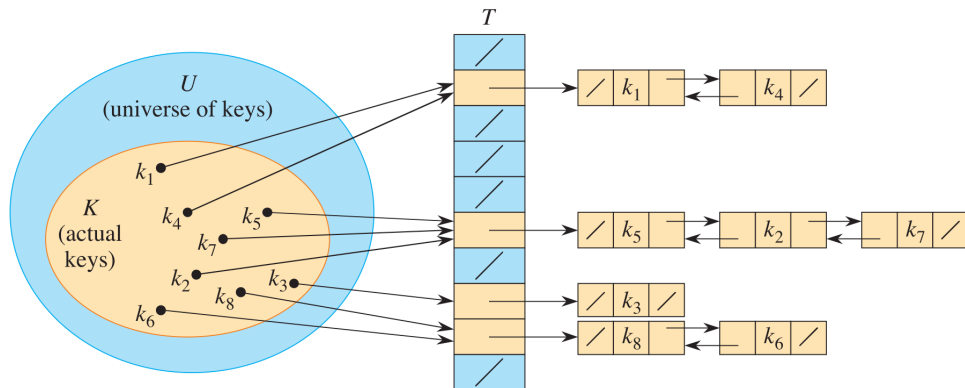 T
U
(universe of keys)
k₁
k₄
k₁
K
(actual
keys)
k₄
k₅
k₇
k₅
k₂
k₇
k₂
k₃
k₈
k₆
k₃
k₈
k₆